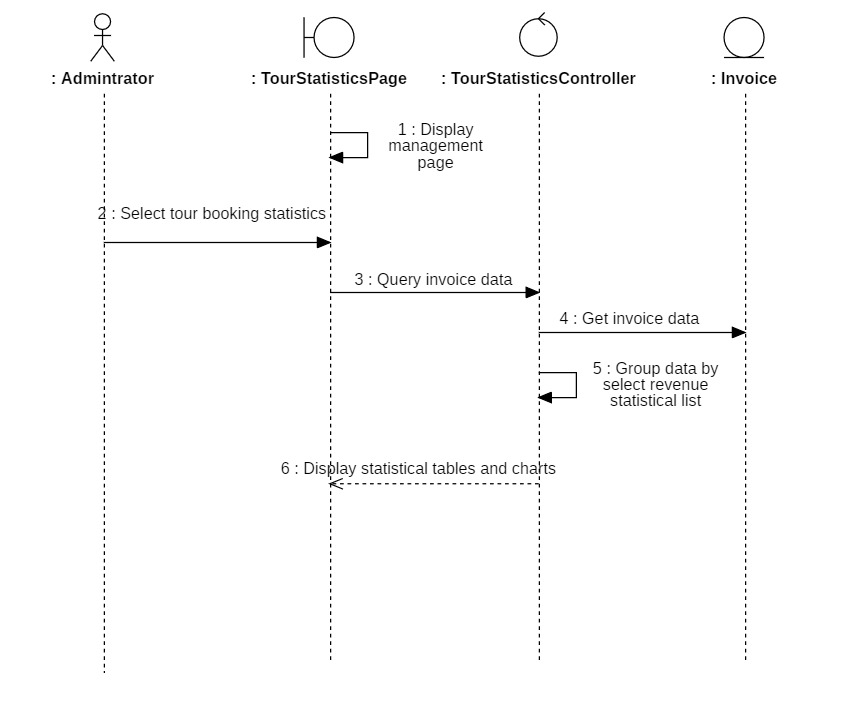 : Admintrator
: TourStatisticsPage
: TourStatisticsController
: Invoice
1 : Display
management
page
2 : Select tour booking statistics
3 : Query invoice data
4 : Get invoice data
5 : Group data by
select revenue
statistical list
6 : Display statistical tables and charts